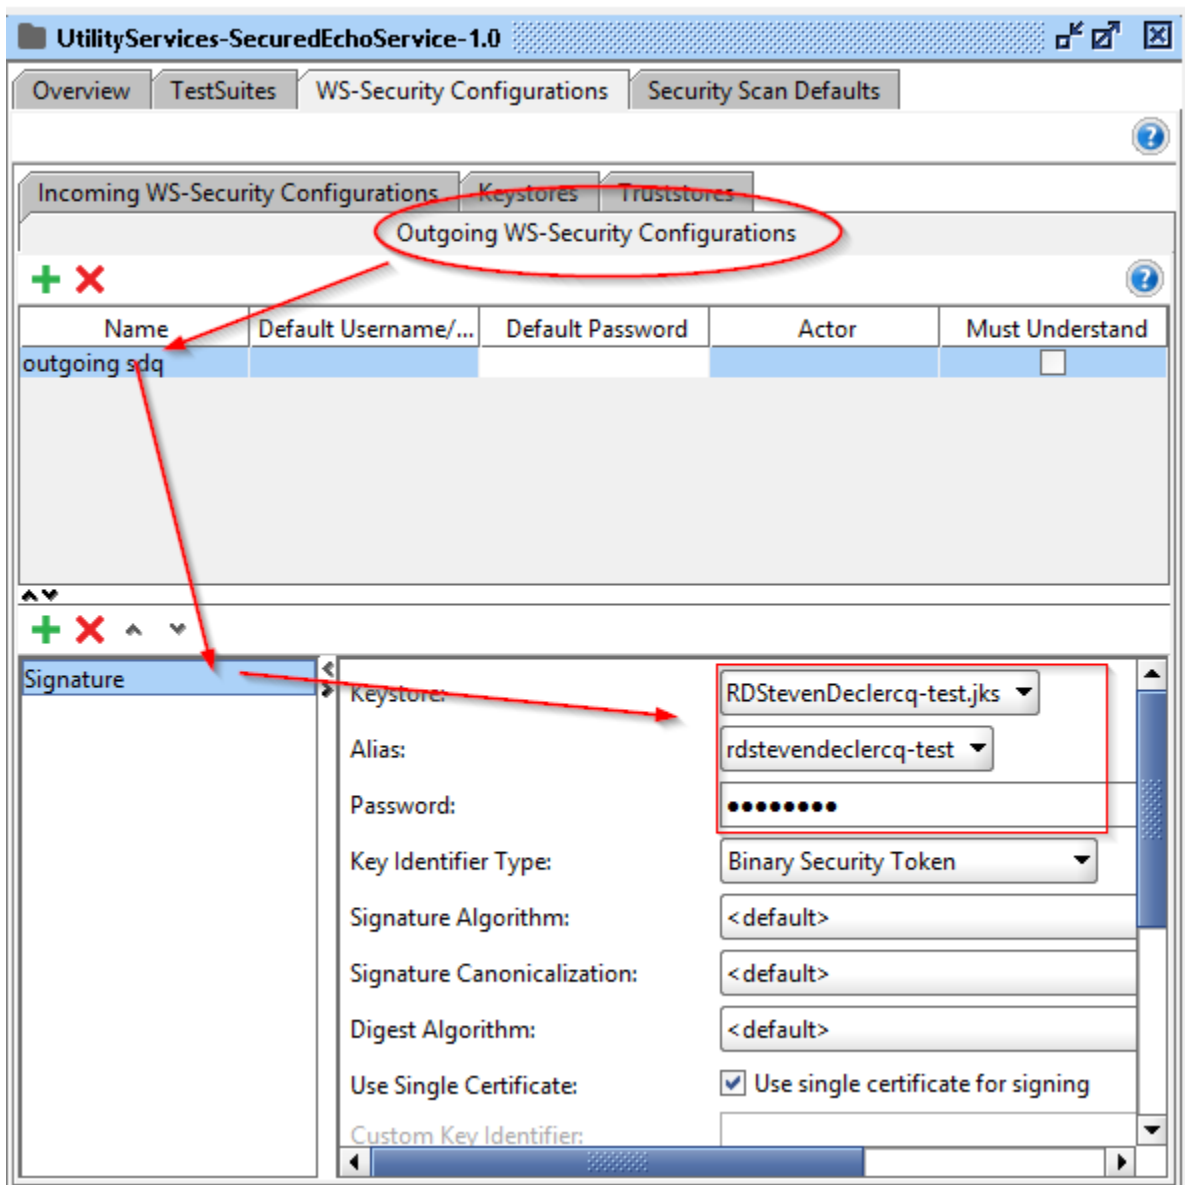 UtilityServices-SecuredEchoService-1.0
Overview TestSuites WS-Security Configurations Security Scan Defaults
Incoming WS-Security Configurations Keystores Truststores
Outgoing WS-Security Configurations
Name Default Username/... Default Password Actor Must Understand
outgoing sdq
Signature
Keystore: RDStevenDeclercq-test.jks
Alias: rdstevendeclercq-test
Password: ●●●●●●●●
Key Identifier Type: Binary Security Token
Signature Algorithm: <default>
Signature Canonicalization: <default>
Digest Algorithm: <default>
Use Single Certificate: Use single certificate for signing
Custom Key Identifier: